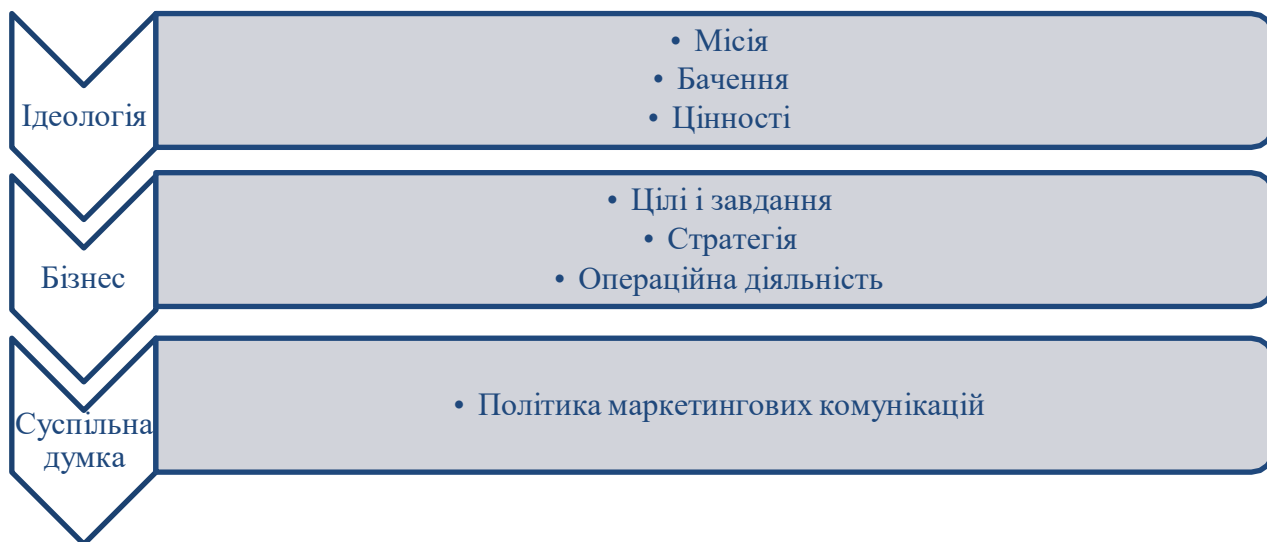 Ідеологія
• Місія
• Бачення
• Цінності
Бізнес
• Цілі і завдання
• Стратегія
• Операційна діяльність
Суспільна
думка
• Політика маркетингових комунікацій